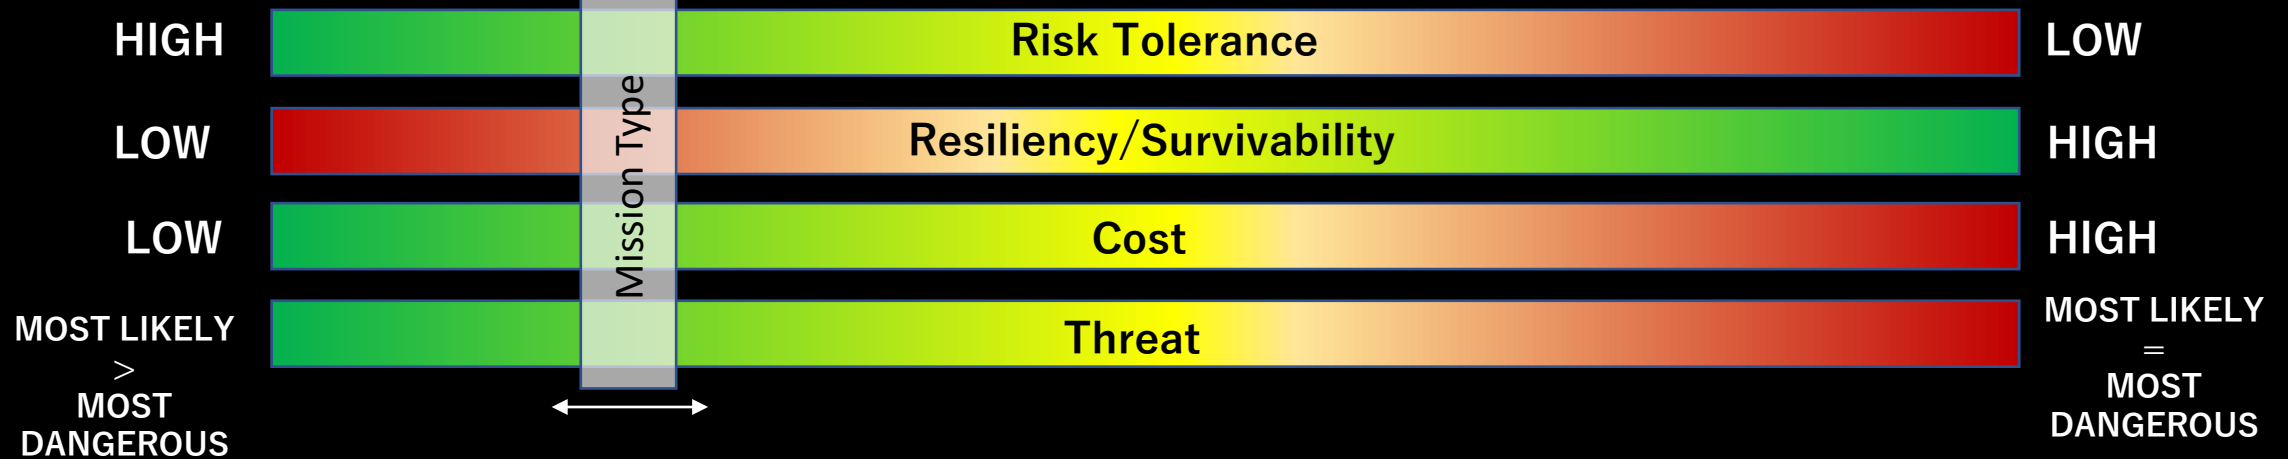 HIGH
Risk Tolerance
LOW
LOW
Resiliency/Survivability
HIGH
LOW
Cost
HIGH
MOST LIKELY
>
MOST
DANGEROUS
Threat
MOST LIKELY
=
MOST
DANGEROUS
Mission Type